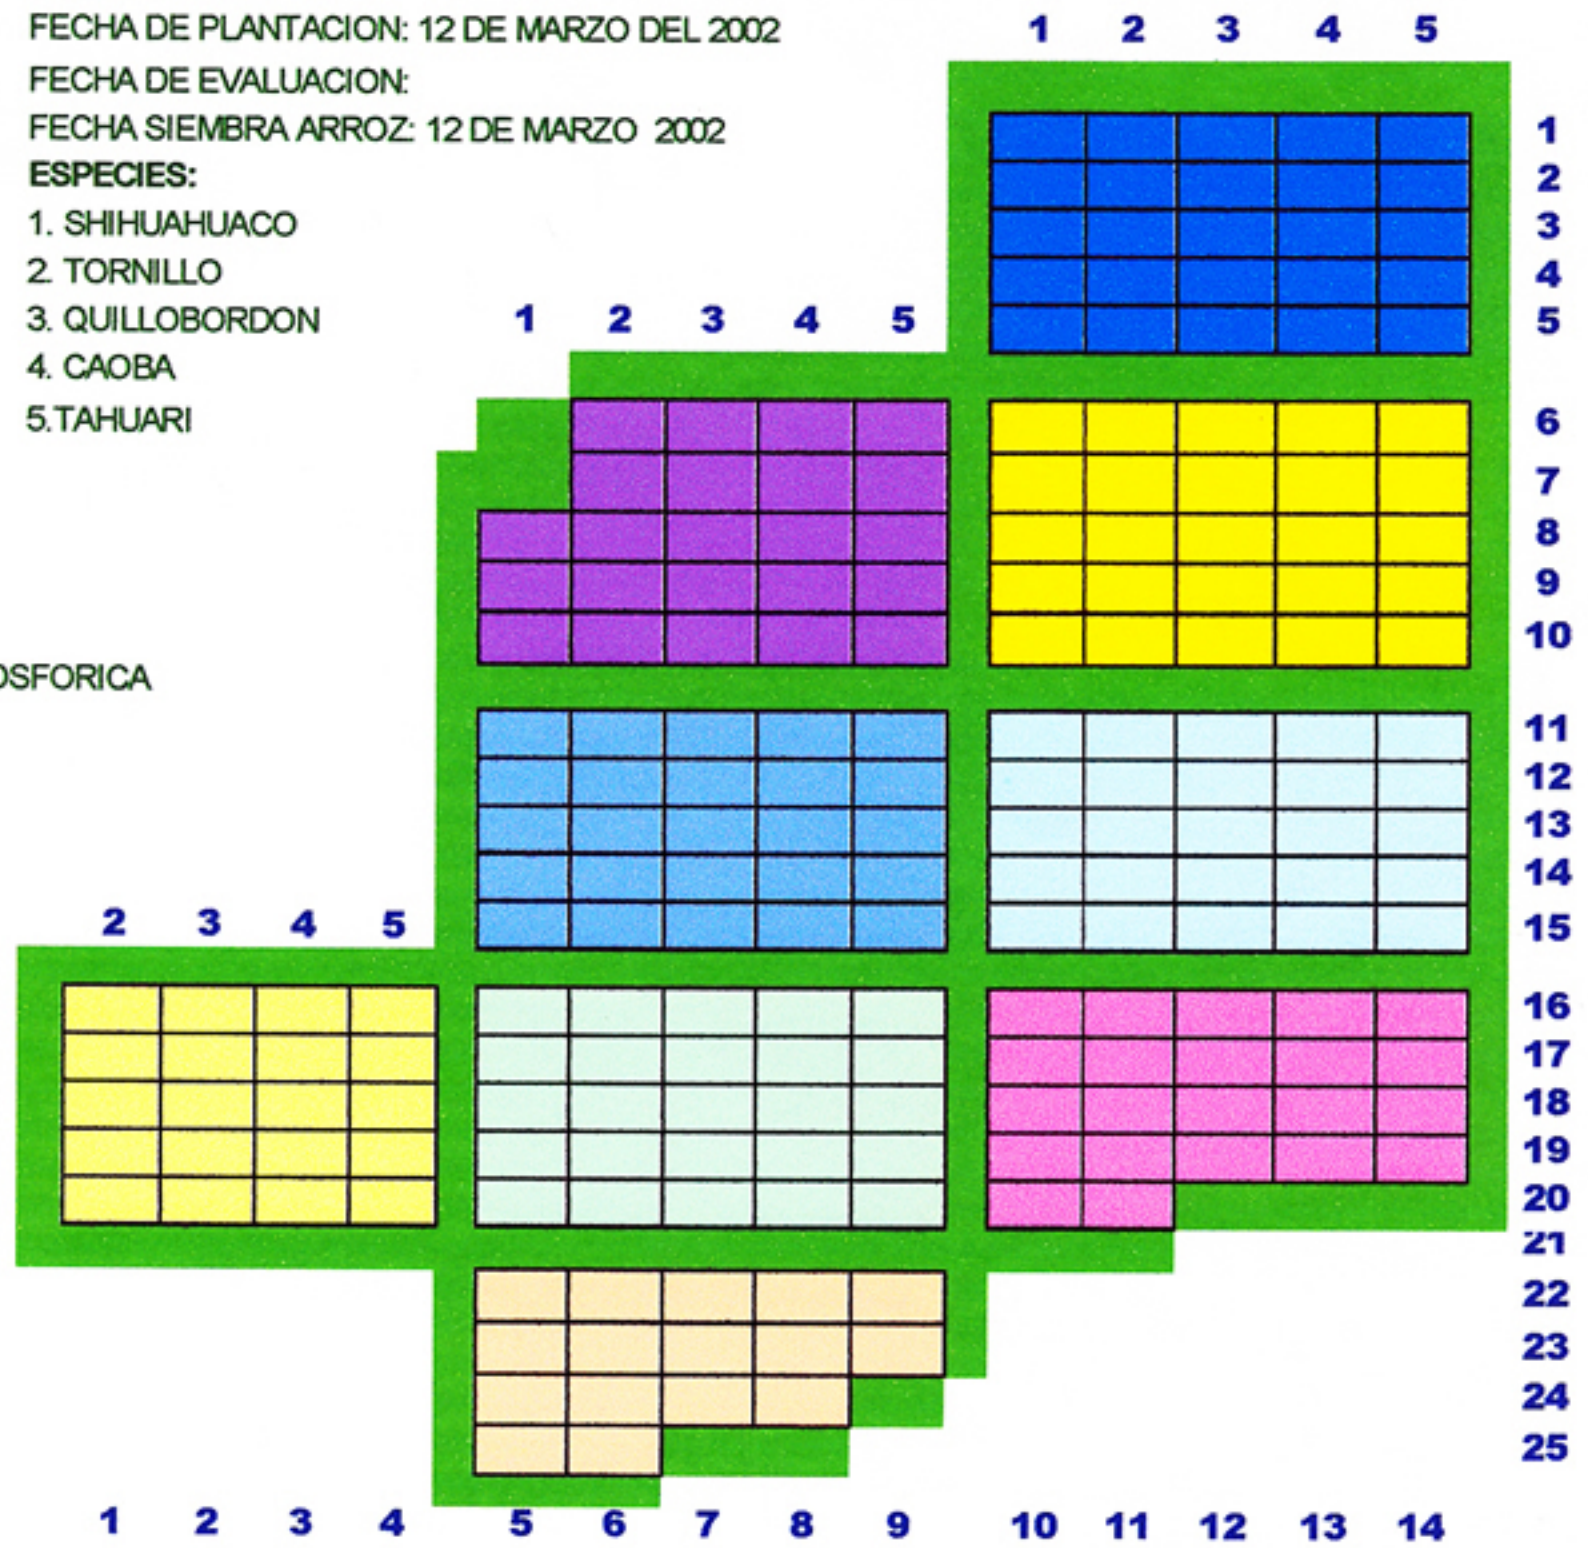 FECHA DE PLANTACION: 12 DE MARZO DEL 2002
1 2 3 4 5
FECHA DE EVALUACION:
FECHA SIEMBRA ARROZ: 12 DE MARZO 2002
1
ESPECIES:
2
1. SHIHUAHUACO
3
2. TORNILLO
4
3. QUILLOBORDON
1 2 3 4 5
5
4. CAOBA
5.TAHUARI
6
7
8
9
10
OSFORICA
11
12
13
14
2 3 4 5
15
16
17
18
19
20
21
22
23
24
25
1 2 3 4 5 6 7 8 9 10 11 12 13 14